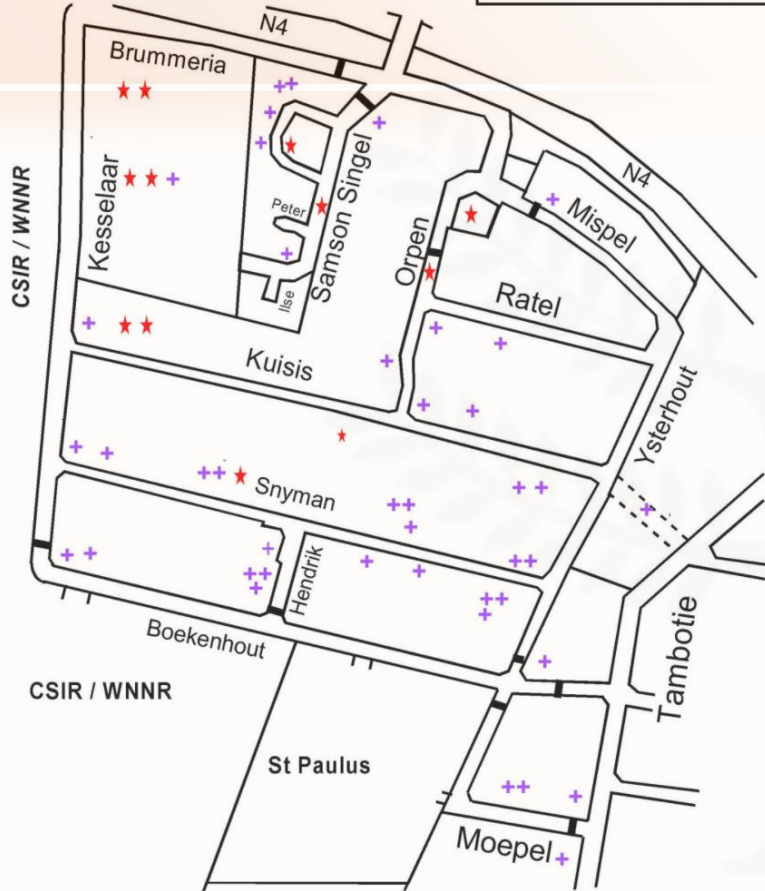 N4
Brummeria
N4
CSIR / WNNR
Kesselaar
Samson Singel
Peter
Mispel
Orpen
Ilse
Ratel
Kuisis
Ysterhout
Snyman
Hendrik
Boekenhout
Tambotie
CSIR / WNNR
St Paulus
Moepel